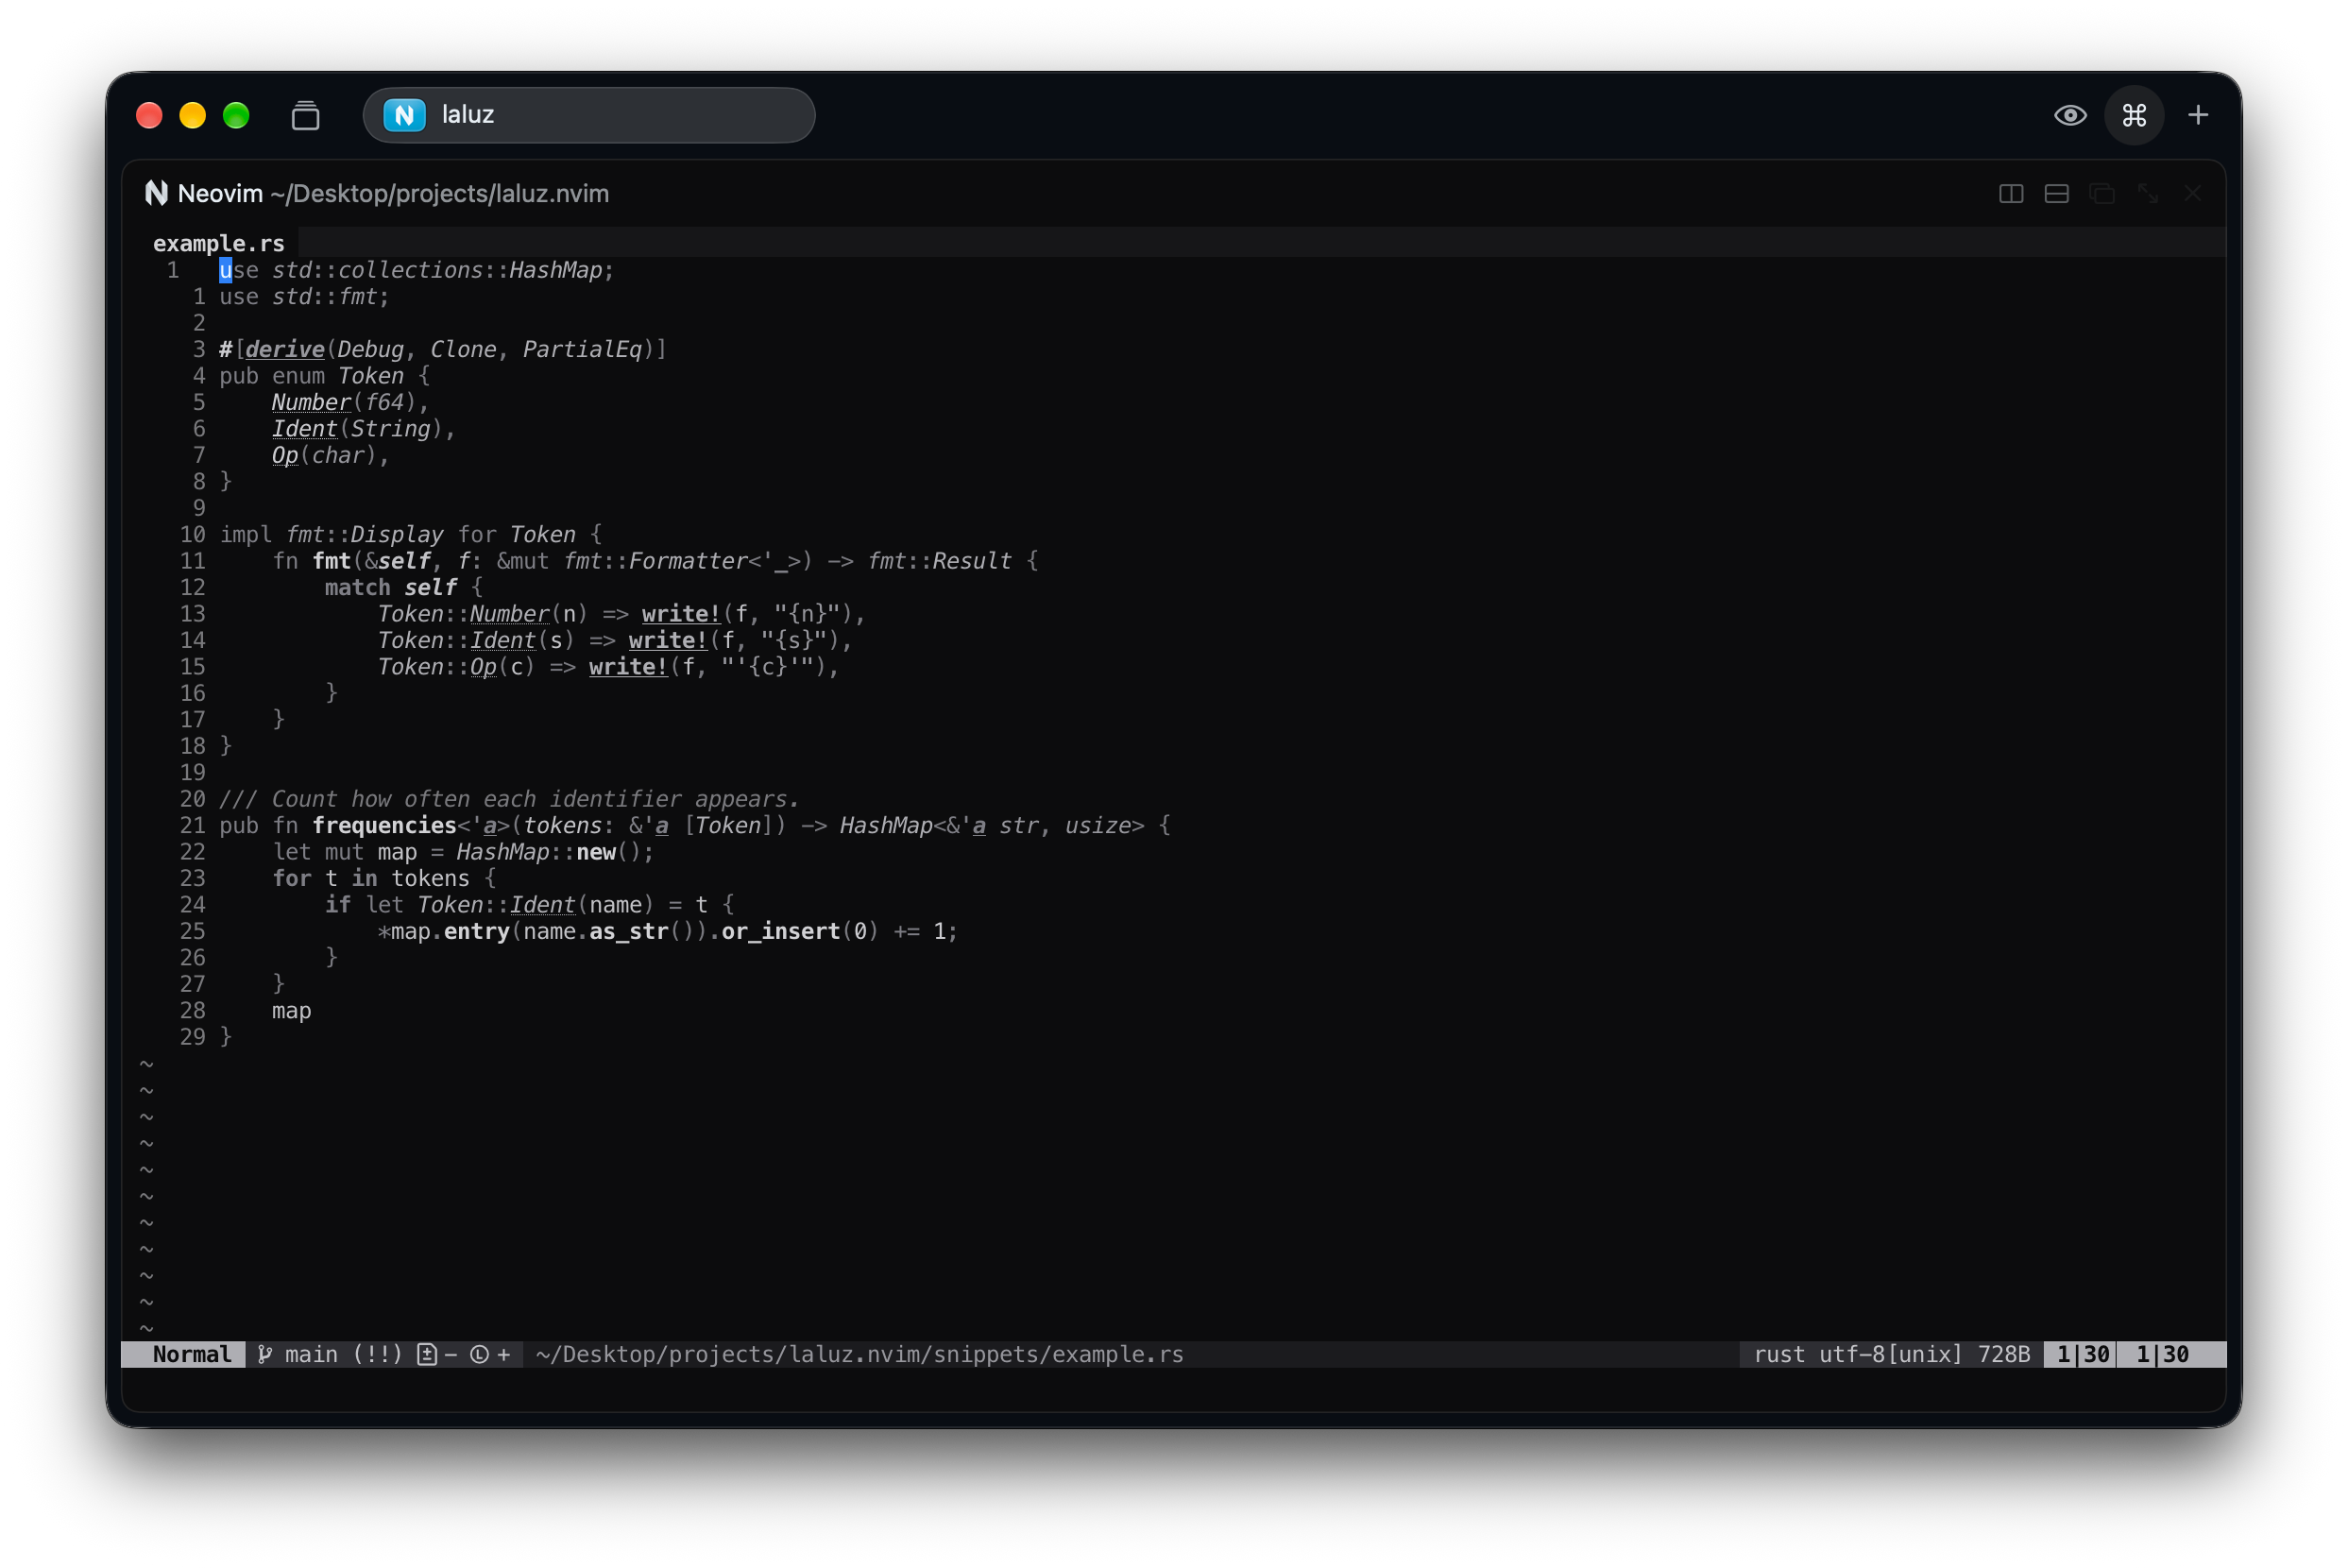 laluz
Neovim ~/Desktop/projects/laluz.nvim
example.rs
1   use std::collections::HashMap;
  1 use std::fmt;
  2
  3 #[derive(Debug, Clone, PartialEq)]
  4 pub enum Token {
  5     Number(f64),
  6     Ident(String),
  7     Op(char),
  8 }
  9
 10 impl fmt::Display for Token {
 11     fn fmt(&self, f: &mut fmt::Formatter<'_>) -> fmt::Result {
 12         match self {
 13             Token::Number(n) => write!(f, "{n}"),
 14             Token::Ident(s) => write!(f, "{s}"),
 15             Token::Op(c) => write!(f, "'{c}'"),
 16         }
 17     }
 18 }
 19
 20 /// Count how often each identifier appears.
 21 pub fn frequencies<'a>(tokens: &'a [Token]) -> HashMap<&'a str, usize> {
 22     let mut map = HashMap::new();
 23     for t in tokens {
 24         if let Token::Ident(name) = t {
 25             *map.entry(name.as_str()).or_insert(0) += 1;
 26         }
 27     }
 28     map
 29 }
~
~
~
~
~
~
~
~
~
~
~
Normal main (!!) − + ~/Desktop/projects/laluz.nvim/snippets/example.rs rust utf-8[unix] 728B 1|30 1|30